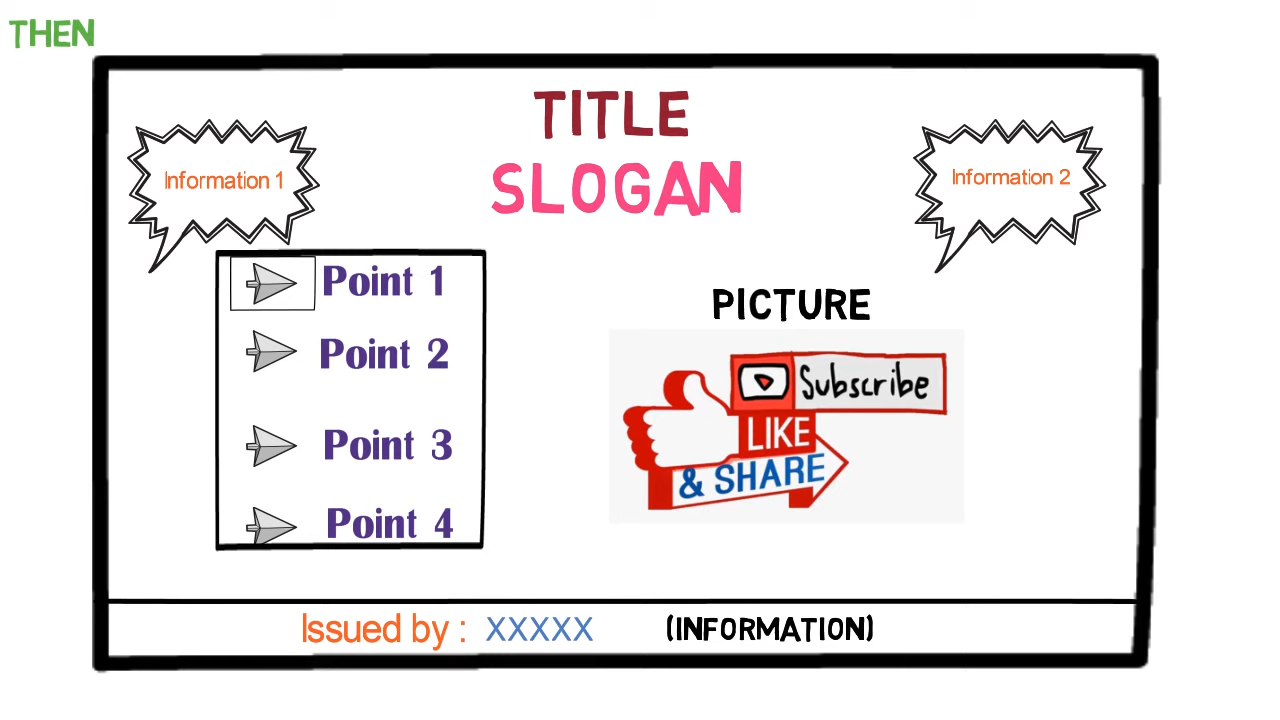 THEN
TITLE
SLOGAN
Information 1
Information 2
Point 1
Point 2
Point 3
Point 4
PICTURE
Subscribe
LIKE
& SHARE
Issued by : XXXXX (INFORMATION)